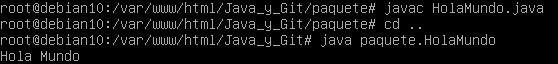 root@debian10:/var/www/html/Java_y_Git/paquete# javac HolaMundo.java
root@debian10:/var/www/html/Java_y_Git/paquete# cd ..
root@debian10:/var/www/html/Java_y_Git# java paquete.HolaMundo
Hola Mundo